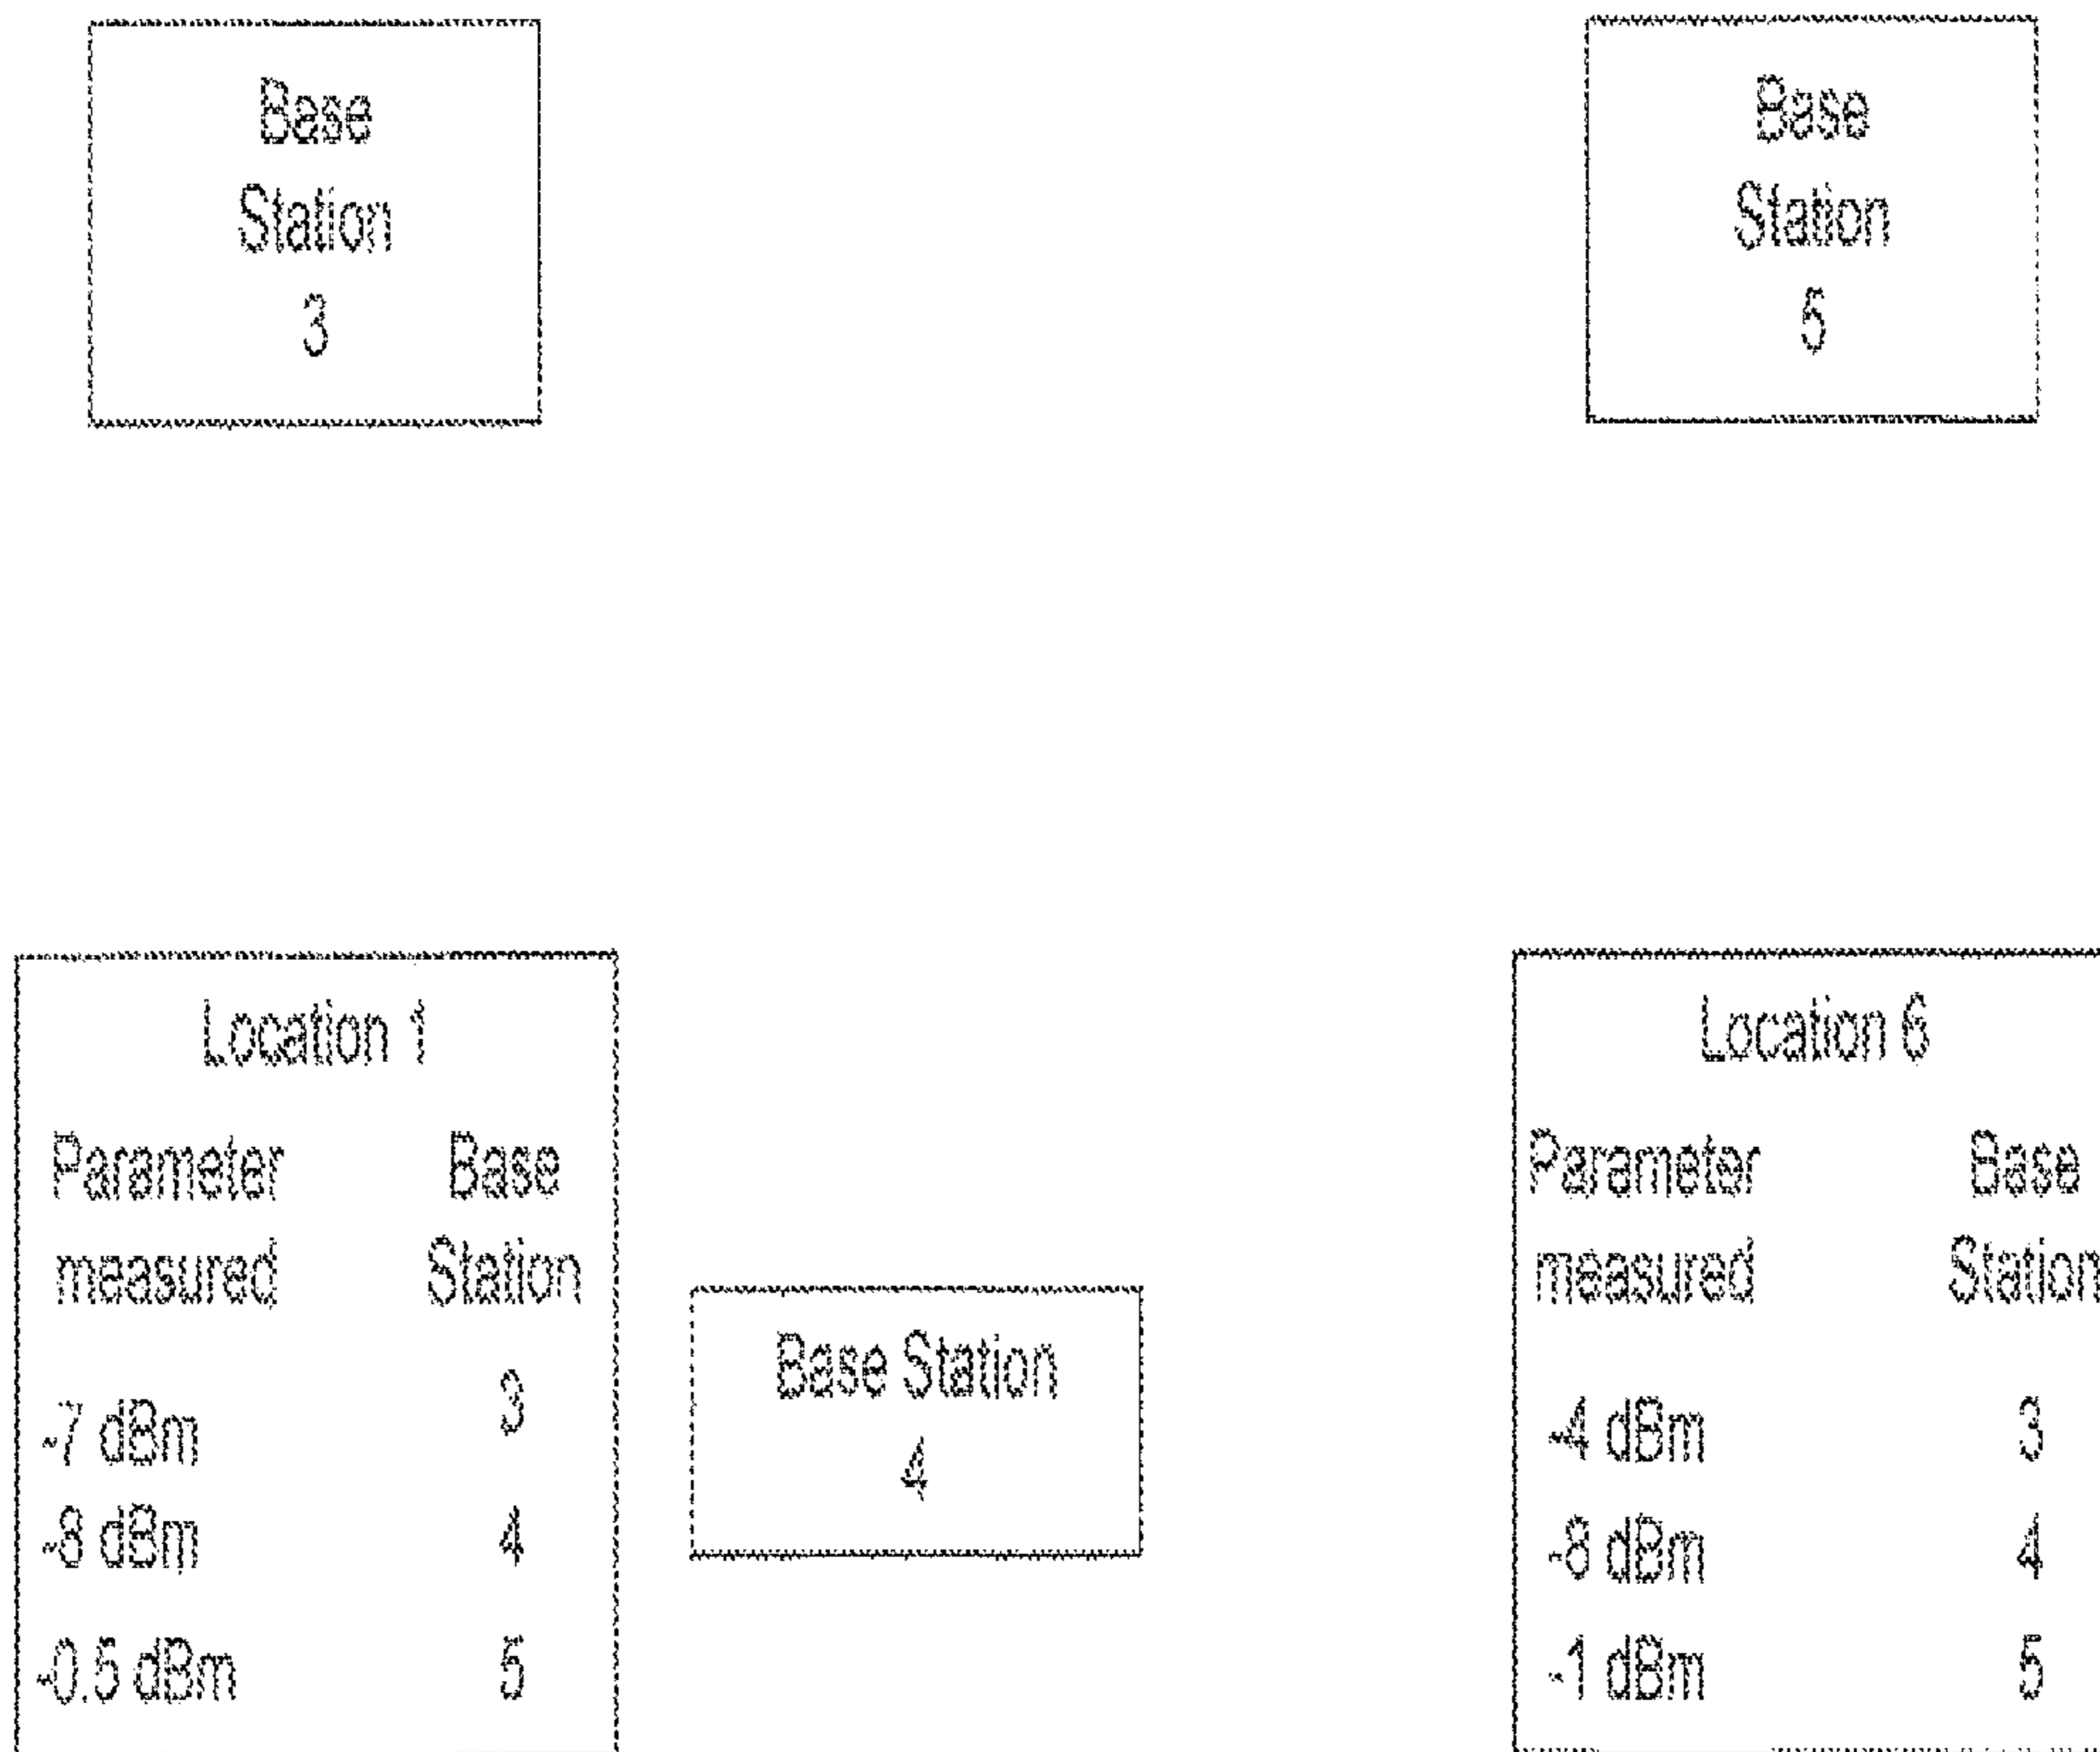 Base
Station
3
Base
Station
5
Location 1
Parameter Base
measured Station
-7 dBm 3
-8 dBm 4
-0.5 dBm 5
Base Station
4
Location 6
Parameter Base
measured Station
-4 dBm 3
-8 dBm 4
-1 dBm 5